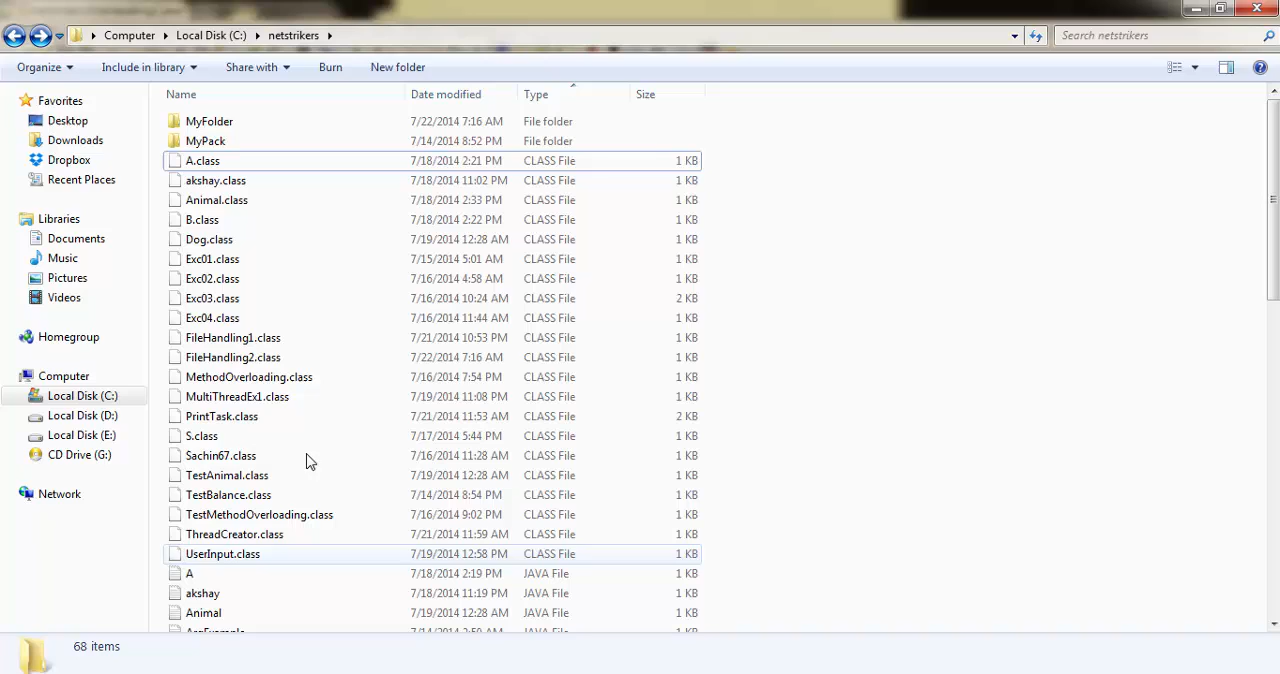 Computer Local Disk (C:) netstrikers Search netstrikers
Organize Include in library Share with Burn New folder
Name Date modified Type Size
Favorites
Desktop
Downloads
Dropbox
Recent Places
Libraries
Documents
Music
Pictures
Videos
Homegroup
Computer
Local Disk (C:)
Local Disk (D:)
Local Disk (E:)
CD Drive (G:)
Network
MyFolder 7/22/2014 7:16 AM File folder
MyPack 7/14/2014 8:52 PM File folder
A.class 7/18/2014 2:21 PM CLASS File 1 KB
akshay.class 7/18/2014 11:02 PM CLASS File 1 KB
Animal.class 7/18/2014 2:33 PM CLASS File 1 KB
B.class 7/18/2014 2:22 PM CLASS File 1 KB
Dog.class 7/19/2014 12:28 AM CLASS File 1 KB
Exc01.class 7/15/2014 5:01 AM CLASS File 1 KB
Exc02.class 7/16/2014 4:58 AM CLASS File 1 KB
Exc03.class 7/16/2014 10:24 AM CLASS File 2 KB
Exc04.class 7/16/2014 11:44 AM CLASS File 1 KB
FileHandling1.class 7/21/2014 10:53 PM CLASS File 1 KB
FileHandling2.class 7/22/2014 7:16 AM CLASS File 1 KB
MethodOverloading.class 7/16/2014 7:54 PM CLASS File 1 KB
MultiThreadEx1.class 7/19/2014 11:08 PM CLASS File 1 KB
PrintTask.class 7/21/2014 11:53 AM CLASS File 2 KB
S.class 7/17/2014 5:44 PM CLASS File 1 KB
Sachin67.class 7/16/2014 11:28 AM CLASS File 1 KB
TestAnimal.class 7/19/2014 12:28 AM CLASS File 1 KB
TestBalance.class 7/14/2014 8:54 PM CLASS File 1 KB
TestMethodOverloading.class 7/16/2014 9:02 PM CLASS File 1 KB
ThreadCreator.class 7/21/2014 11:59 AM CLASS File 1 KB
UserInput.class 7/19/2014 12:58 PM CLASS File 1 KB
A 7/18/2014 2:19 PM JAVA File 1 KB
akshay 7/18/2014 11:19 PM JAVA File 1 KB
Animal 7/19/2014 12:28 AM JAVA File 1 KB
68 items